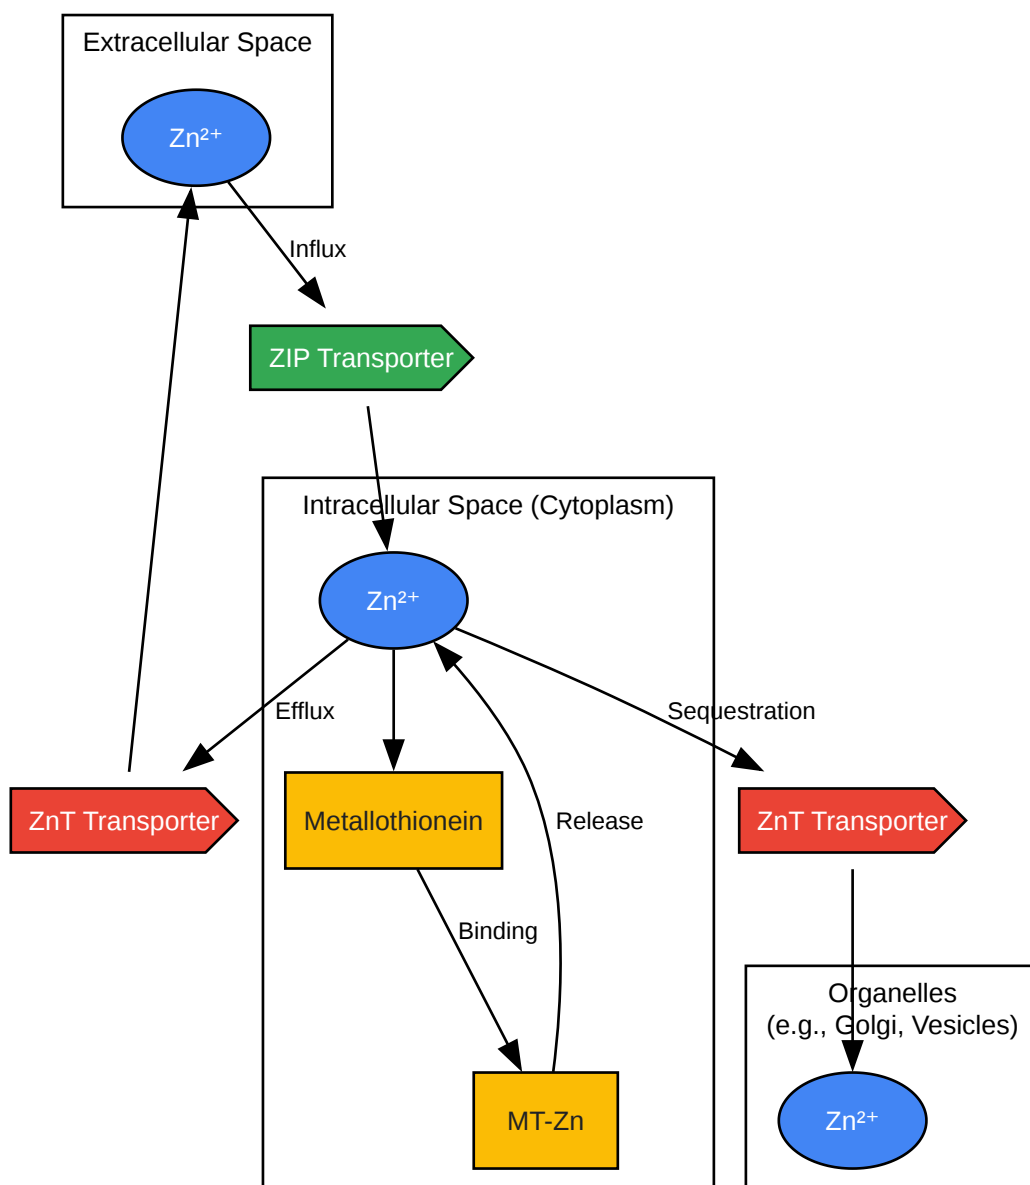 Extracellular Space
Zn²⁺
Influx
ZIP Transporter
Intracellular Space (Cytoplasm)
Zn²⁺
Efflux
Sequestration
ZnT Transporter
Metallothionein
Release
ZnT Transporter
Binding
Organelles
(e.g., Golgi, Vesicles)
MT-Zn
Zn²⁺